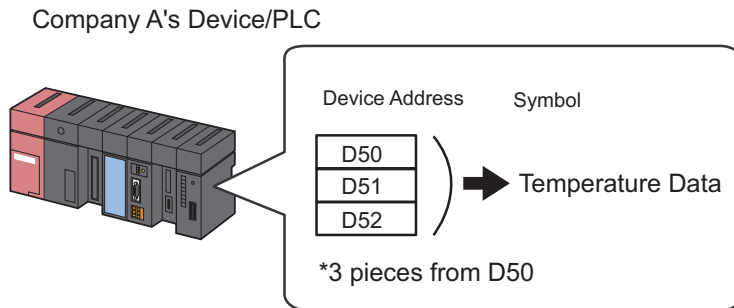 Company A's Device/PLC
Device Address Symbol
D50
D51
D52
Temperature Data
*3 pieces from D50